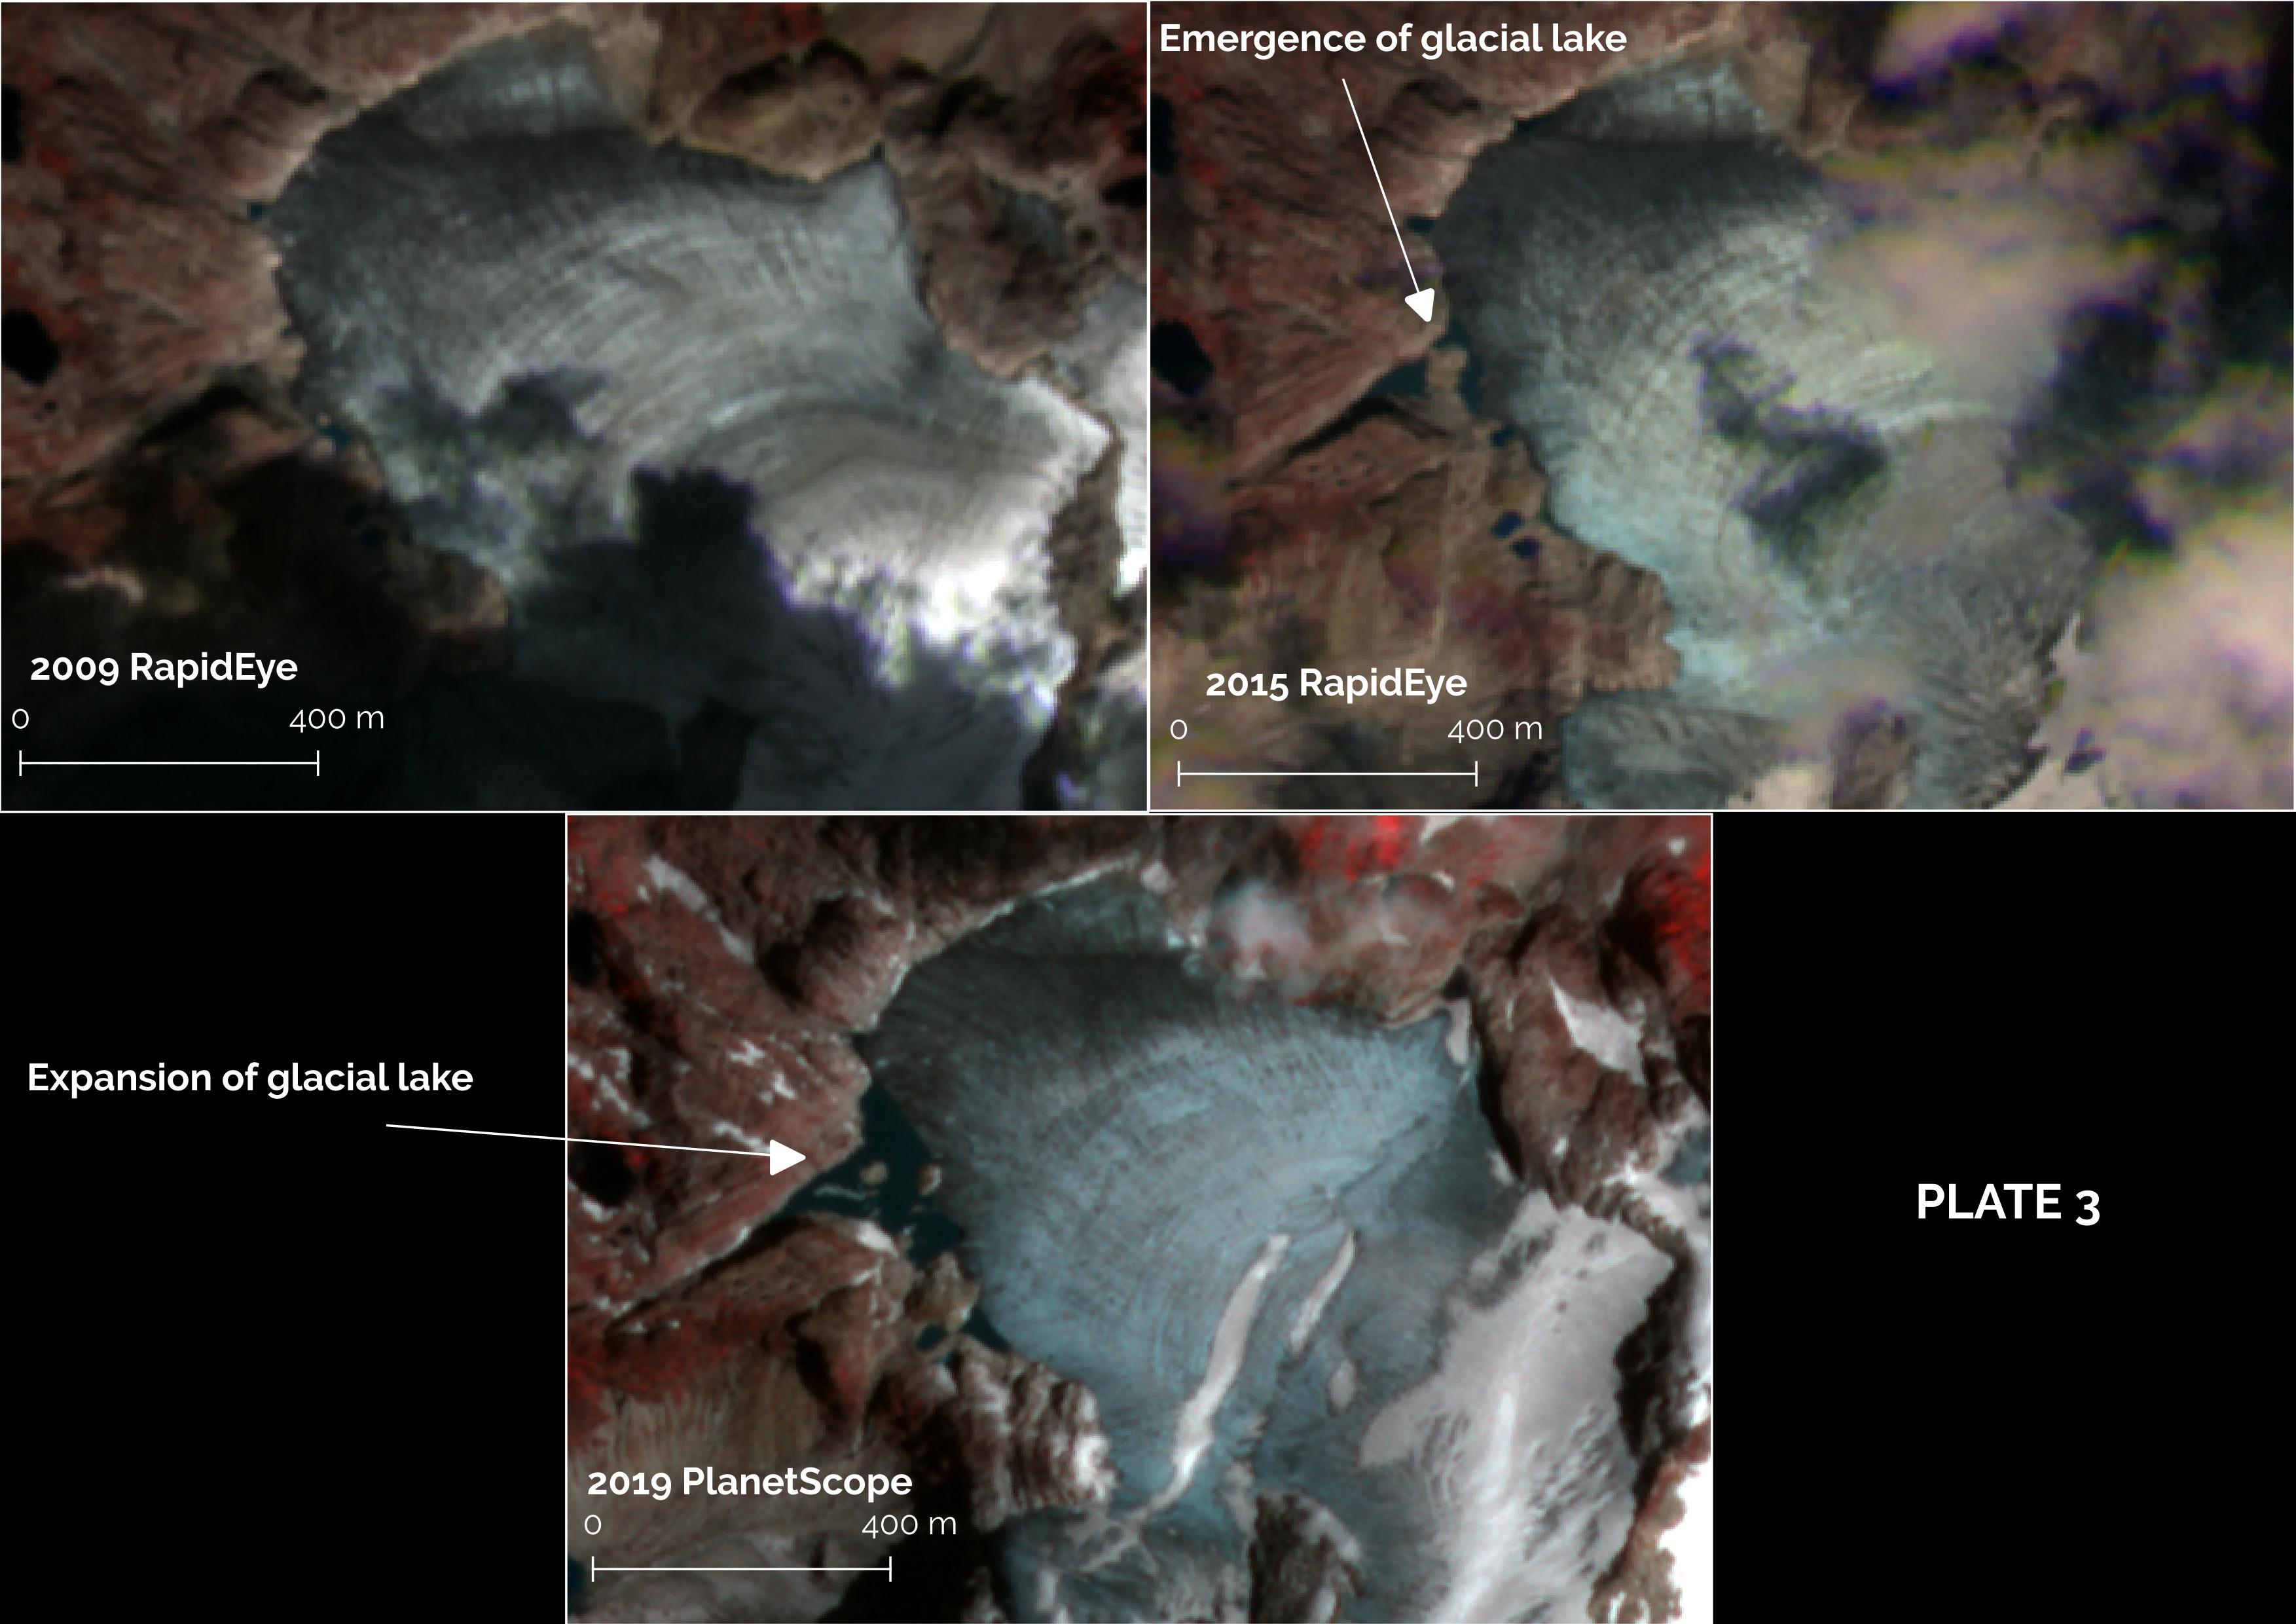 2009 RapidEye
0 400 m
Emergence of glacial lake
2015 RapidEye
0 400 m
Expansion of glacial lake
2019 PlanetScope
0 400 m
PLATE 3